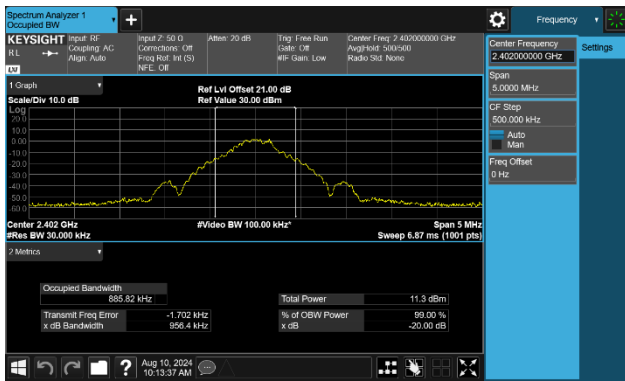 Spectrum Analyzer 1
Occupied BW
Frequency
KEYSIGHT
RL
LXI
Input: RF
Coupling: AC
Align: Auto
Input Z: 50 Ω
Corrections: Off
Freq Ref: Int (S)
NFE: Off
Atten: 20 dB
Trig: Free Run
Gate: Off
#IF Gain: Low
Center Freq: 2.402000000 GHz
Avg|Hold: 500/500
Radio Std: None
Center Frequency
2.402000000 GHz
Settings
Span
5.0000 MHz
CF Step
500.000 kHz
Auto
Man
Freq Offset
0 Hz
1 Graph
Scale/Div 10.0 dB
Ref Lvl Offset 21.00 dB
Ref Value 30.00 dBm
Log
20.0
10.0
0.00
-10.0
-20.0
-30.0
-40.0
-50.0
-60.0
Center 2.402 GHz
#Res BW 30.000 kHz
#Video BW 100.00 kHz*
Span 5 MHz
Sweep 6.87 ms (1001 pts)
2 Metrics
Occupied Bandwidth
885.82 kHz
Total Power 11.3 dBm
Transmit Freq Error -1.702 kHz
% of OBW Power 99.00 %
x dB Bandwidth 956.4 kHz
x dB -20.00 dB
?
Aug 10, 2024
10:13:37 AM